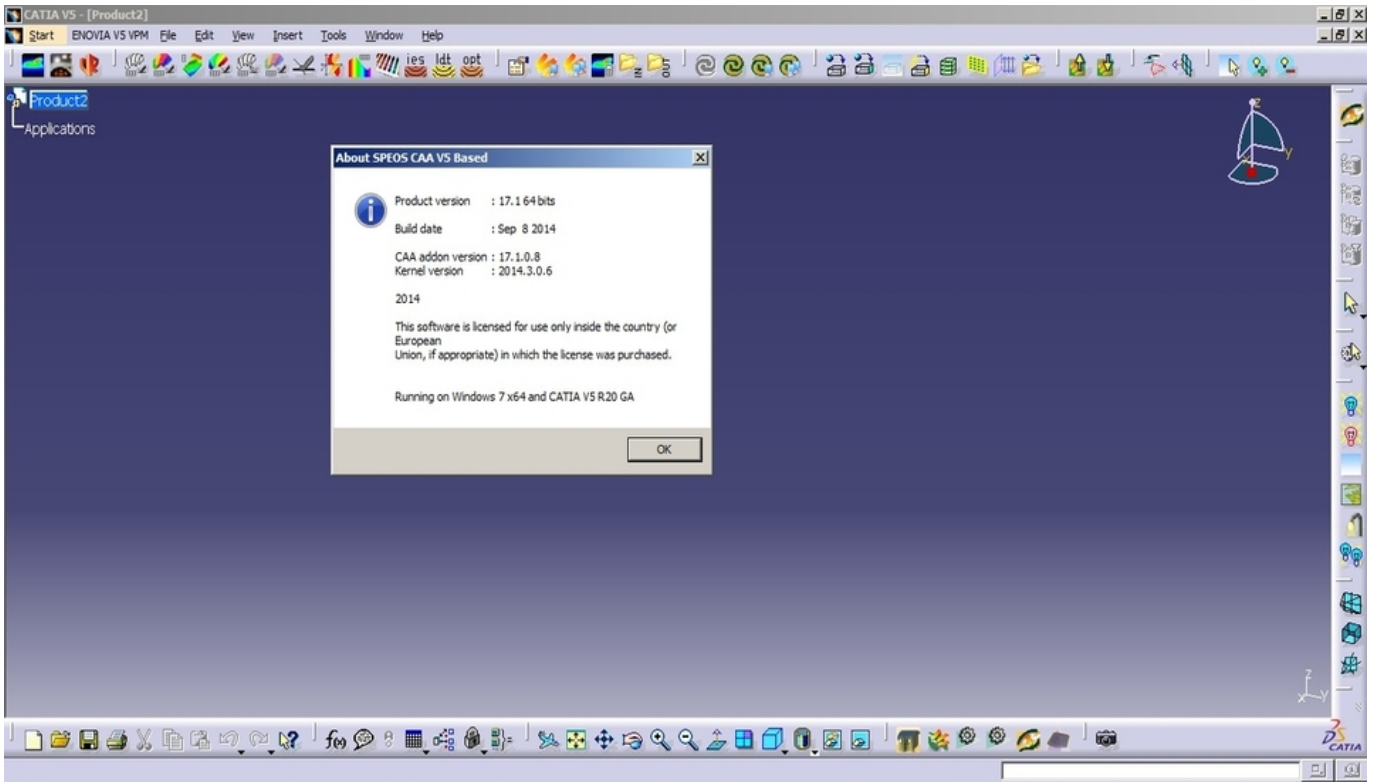 CATIA V5 - [Product2]
Start ENOVIA V5 VPM File Edit View Insert Tools Window Help
ies ldt opt
Product2
Applications
z
y
x
About SPEOS CAA V5 Based
Product version : 17.1 64 bits
Build date : Sep 8 2014
CAA addon version : 17.1.0.8
Kernel version : 2014.3.0.6
2014
This software is licensed for use only inside the country (or
European
Union, if appropriate) in which the license was purchased.
Running on Windows 7 x64 and CATIA V5 R20 GA
OK
z
x y
f(x)
CATIA